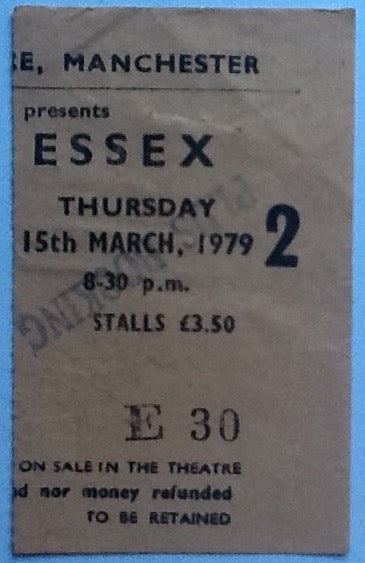 E, MANCHESTER
presents
ESSEX
THURSDAY
15th MARCH, 1979
2
8-30 p.m.
BOOKING
STALLS £3.50
E 30
ON SALE IN THE THEATRE
d nor money refunded
TO BE RETAINED